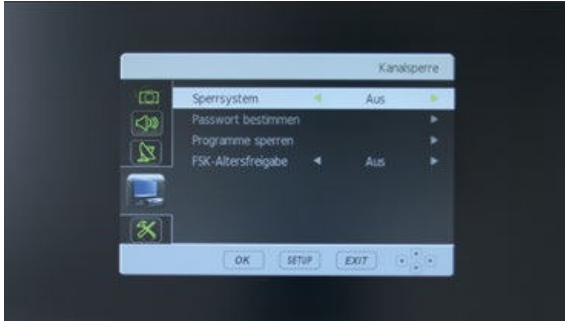 Kanalsperre
Sperrsystem Aus
Passwort bestimmen
Programme sperren
FSK-Altersfreigabe Aus
OK SETUP EXIT